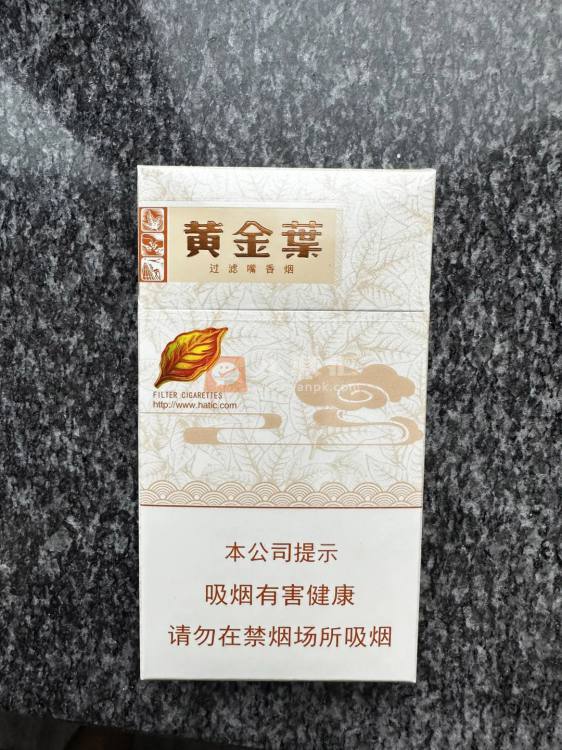 黄金葉
过滤嘴香烟
FILTER CIGARETTES
http://www.hatic.com
本公司提示
吸烟有害健康
请勿在禁烟场所吸烟